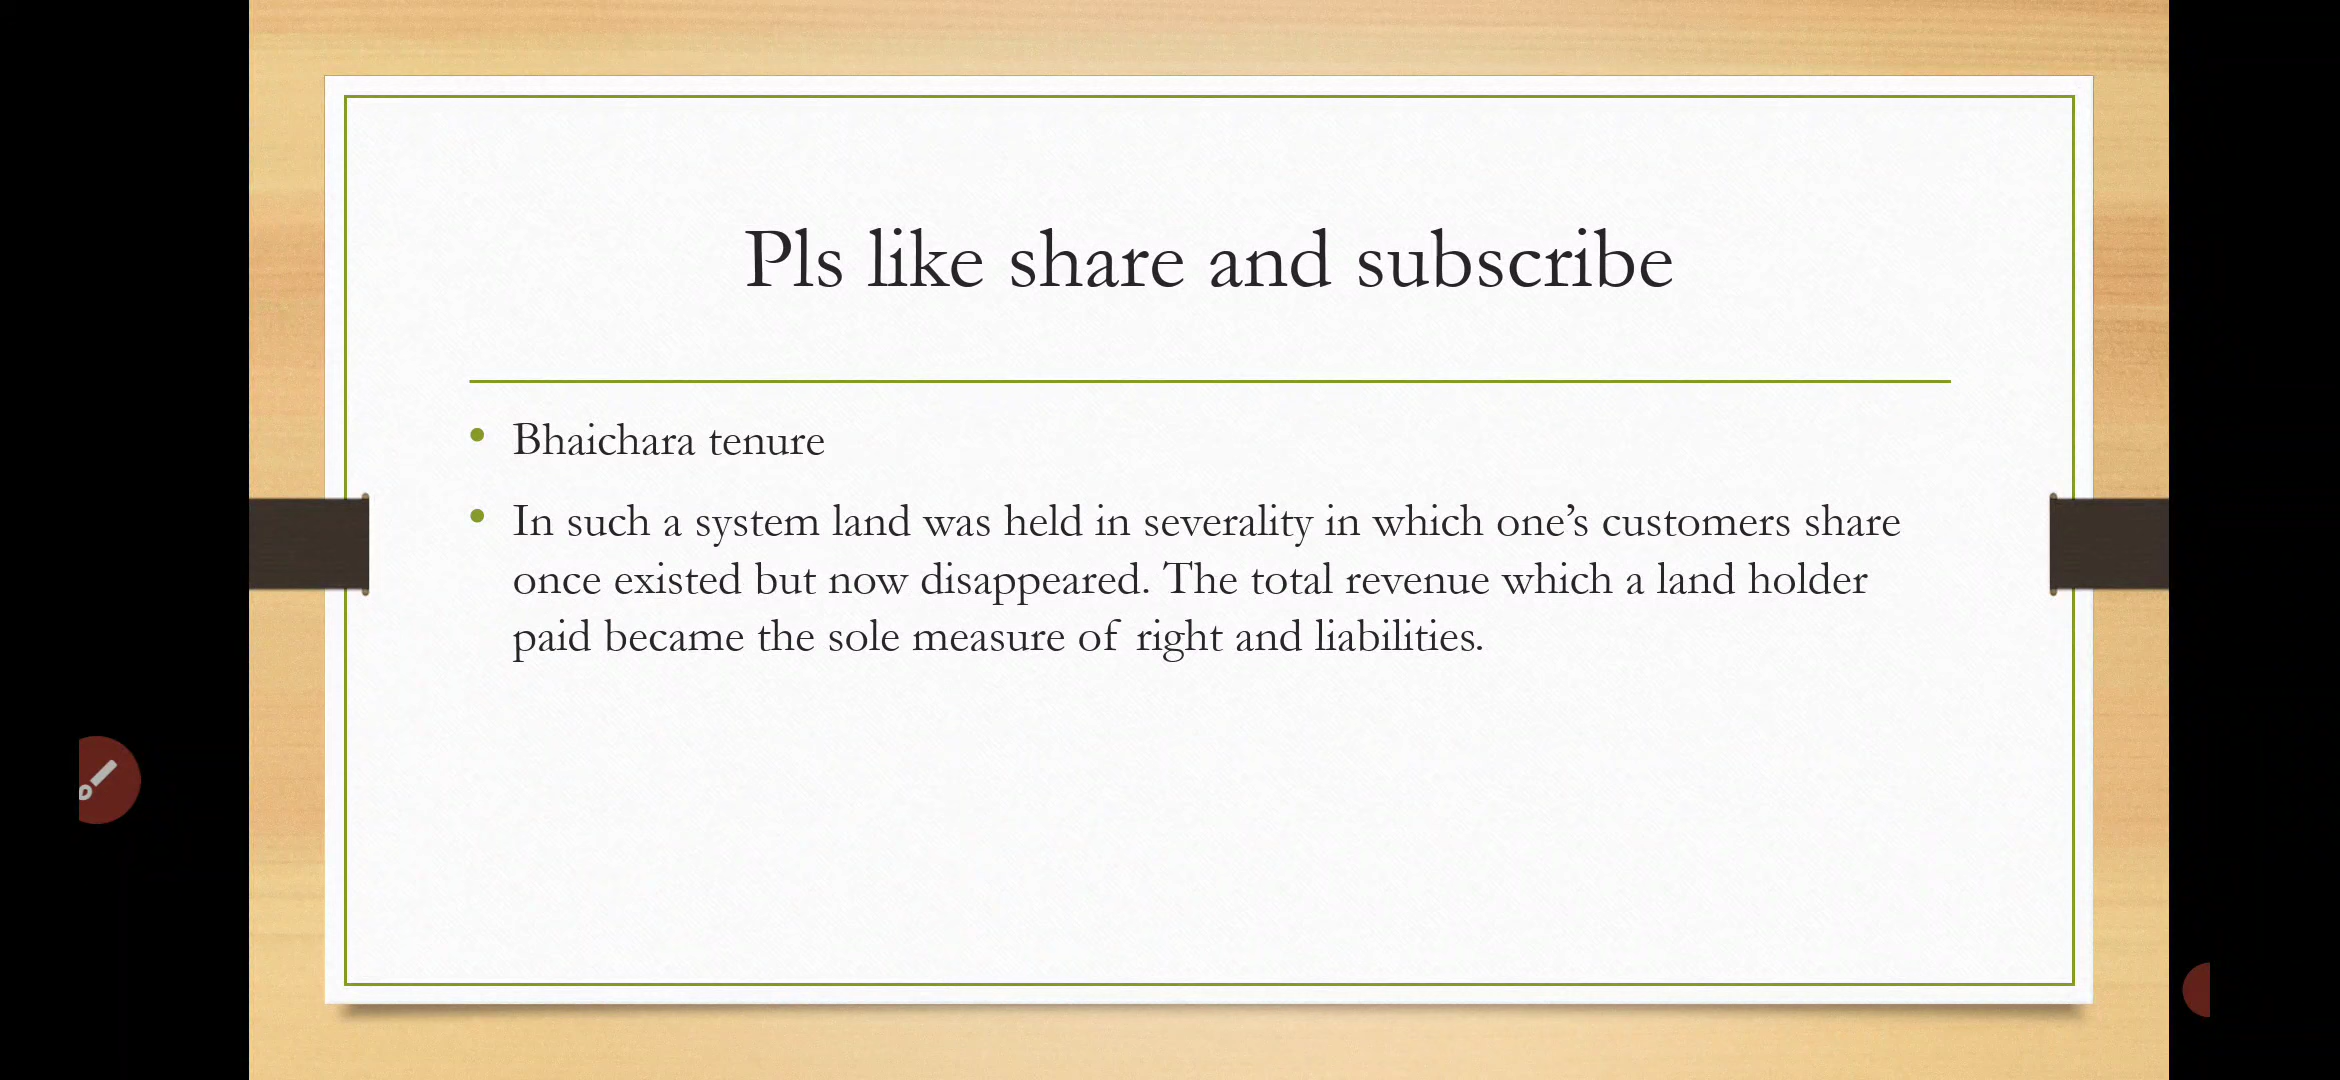 Pls like share and subscribe
• Bhaichara tenure
• In such a system land was held in severality in which one’s customers share
once existed but now disappeared. The total revenue which a land holder
paid became the sole measure of right and liabilities.